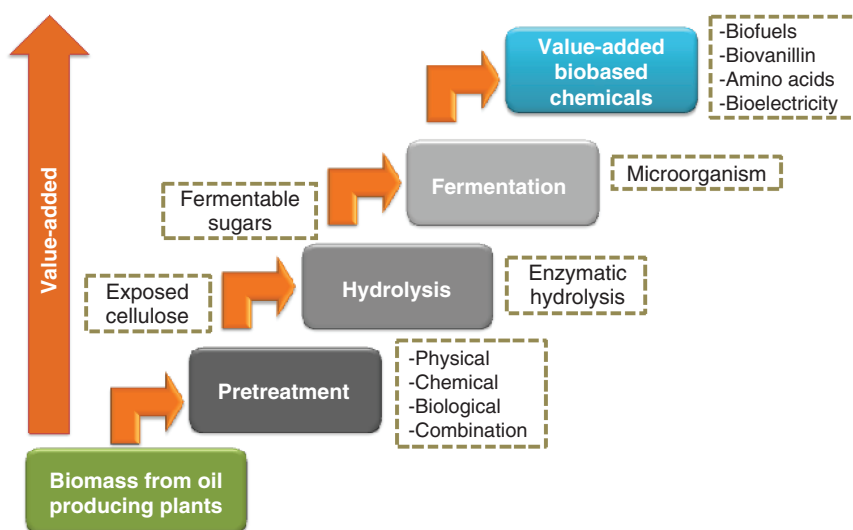 Value-added
biobased
chemicals
-Biofuels
-Biovanillin
-Amino acids
-Bioelectricity
Value-added
Fermentable
sugars
Fermentation
Microorganism
Exposed
cellulose
Hydrolysis
Enzymatic
hydrolysis
Pretreatment
-Physical
-Chemical
-Biological
-Combination
Biomass from oil
producing plants